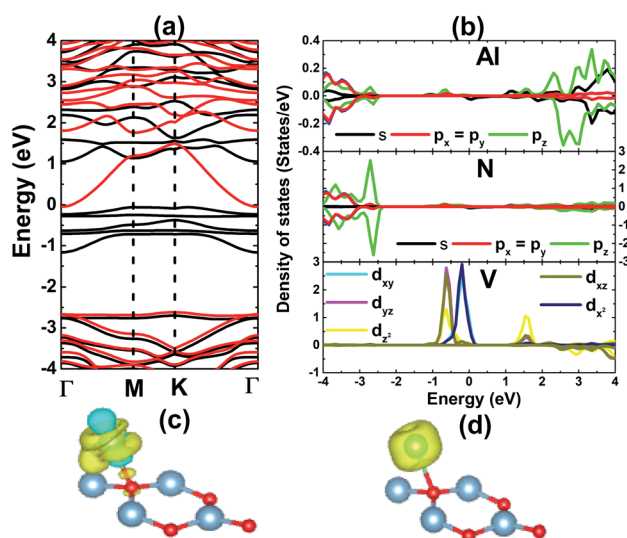 (a)
(b)
Energy (eV)
4
3
2
1
0
-1
-2
-3
-4
Γ M K Γ
Density of states (States/eV)
0.4
0.2
0.0
-0.4
Al
s p_x = p_y p_z
N
s p_x = p_y p_z
3
2
1
0
-1
-2
-3
V
d_xy
d_yz
d_z²
d_xz
d_x²
3
2
1
0
-1
-4 -3 -2 -1 0 1 2 3 4
Energy (eV)
(c)
(d)